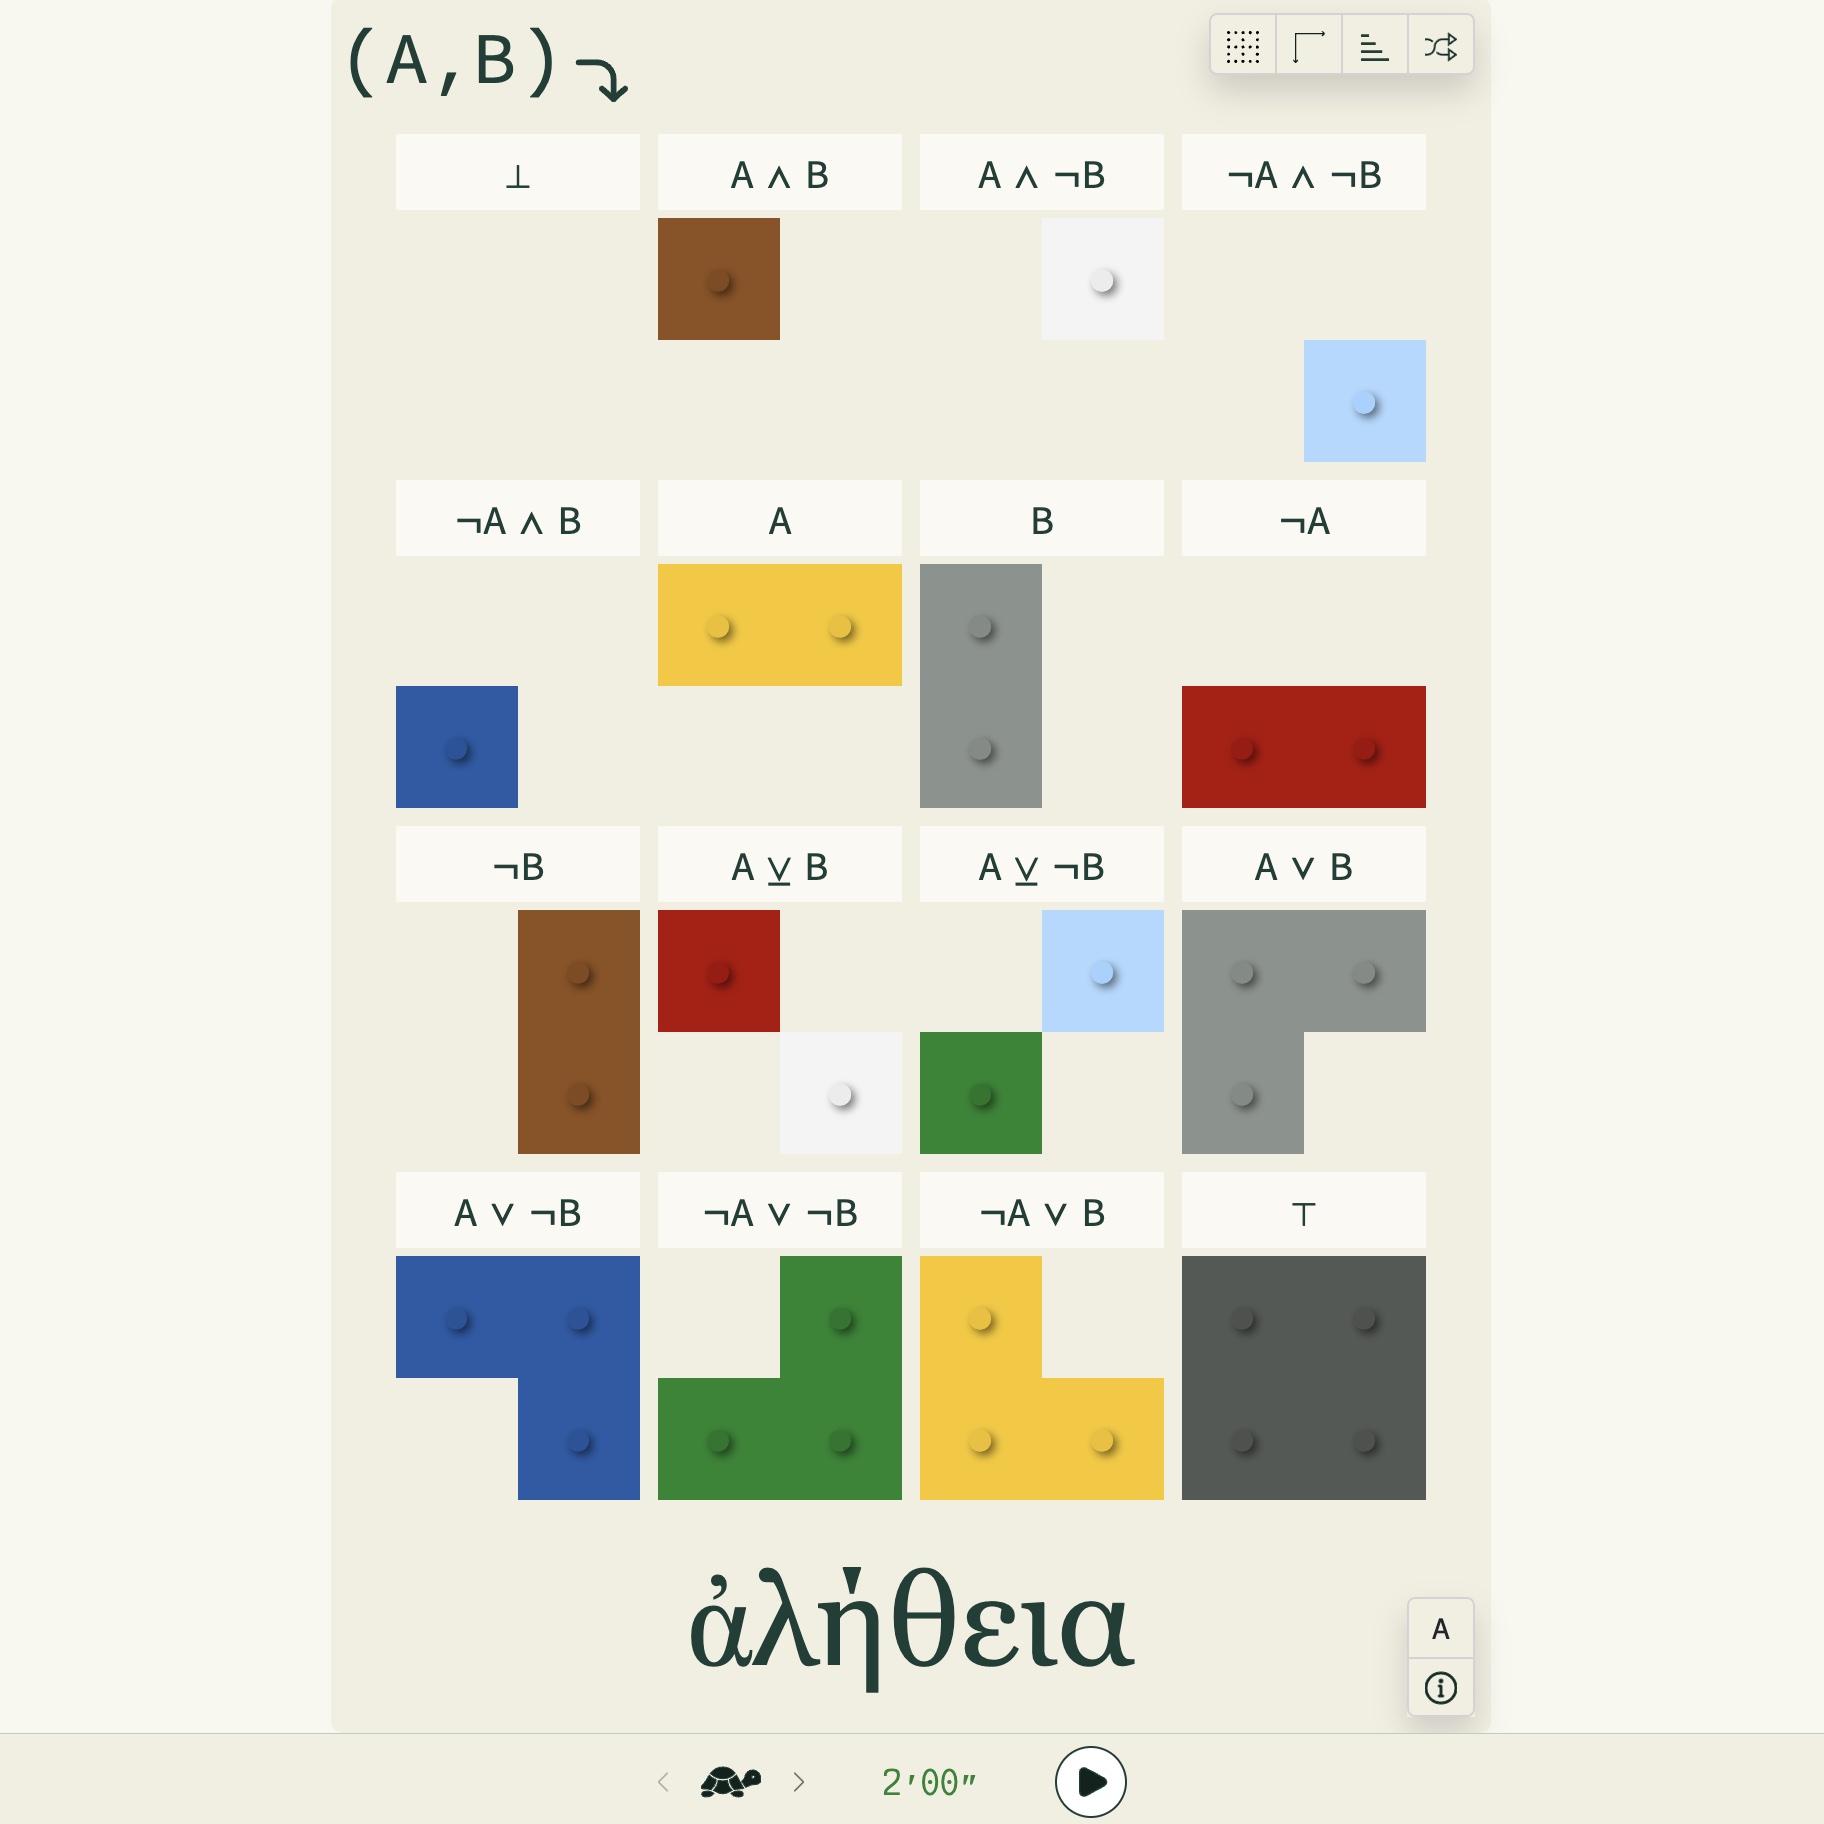 (A,B)
⊥ A ∧ B A ∧ ¬B ¬A ∧ ¬B
¬A ∧ B A B ¬A
¬B A ⊻ B A ⊻ ¬B A ∨ B
A ∨ ¬B ¬A ∨ ¬B ¬A ∨ B ⊤
ἀλήθεια
A
2′00″